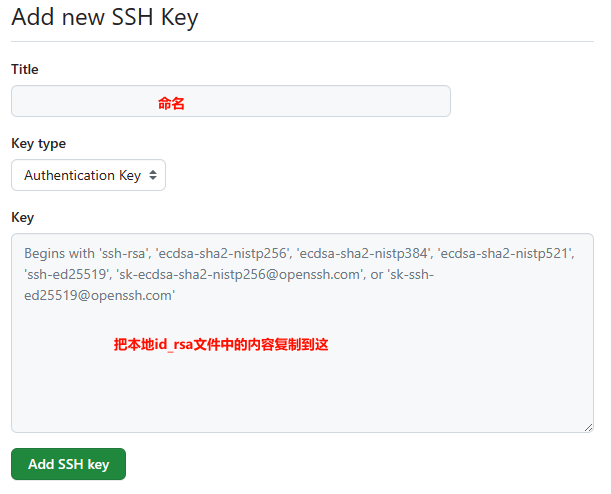 Add new SSH Key
Title
命名
Key type
Authentication Key
Key
Begins with 'ssh-rsa', 'ecdsa-sha2-nistp256', 'ecdsa-sha2-nistp384', 'ecdsa-sha2-nistp521',
'ssh-ed25519', 'sk-ecdsa-sha2-nistp256@openssh.com', or 'sk-ssh-
ed25519@openssh.com'
把本地id_rsa文件中的内容复制到这
Add SSH key